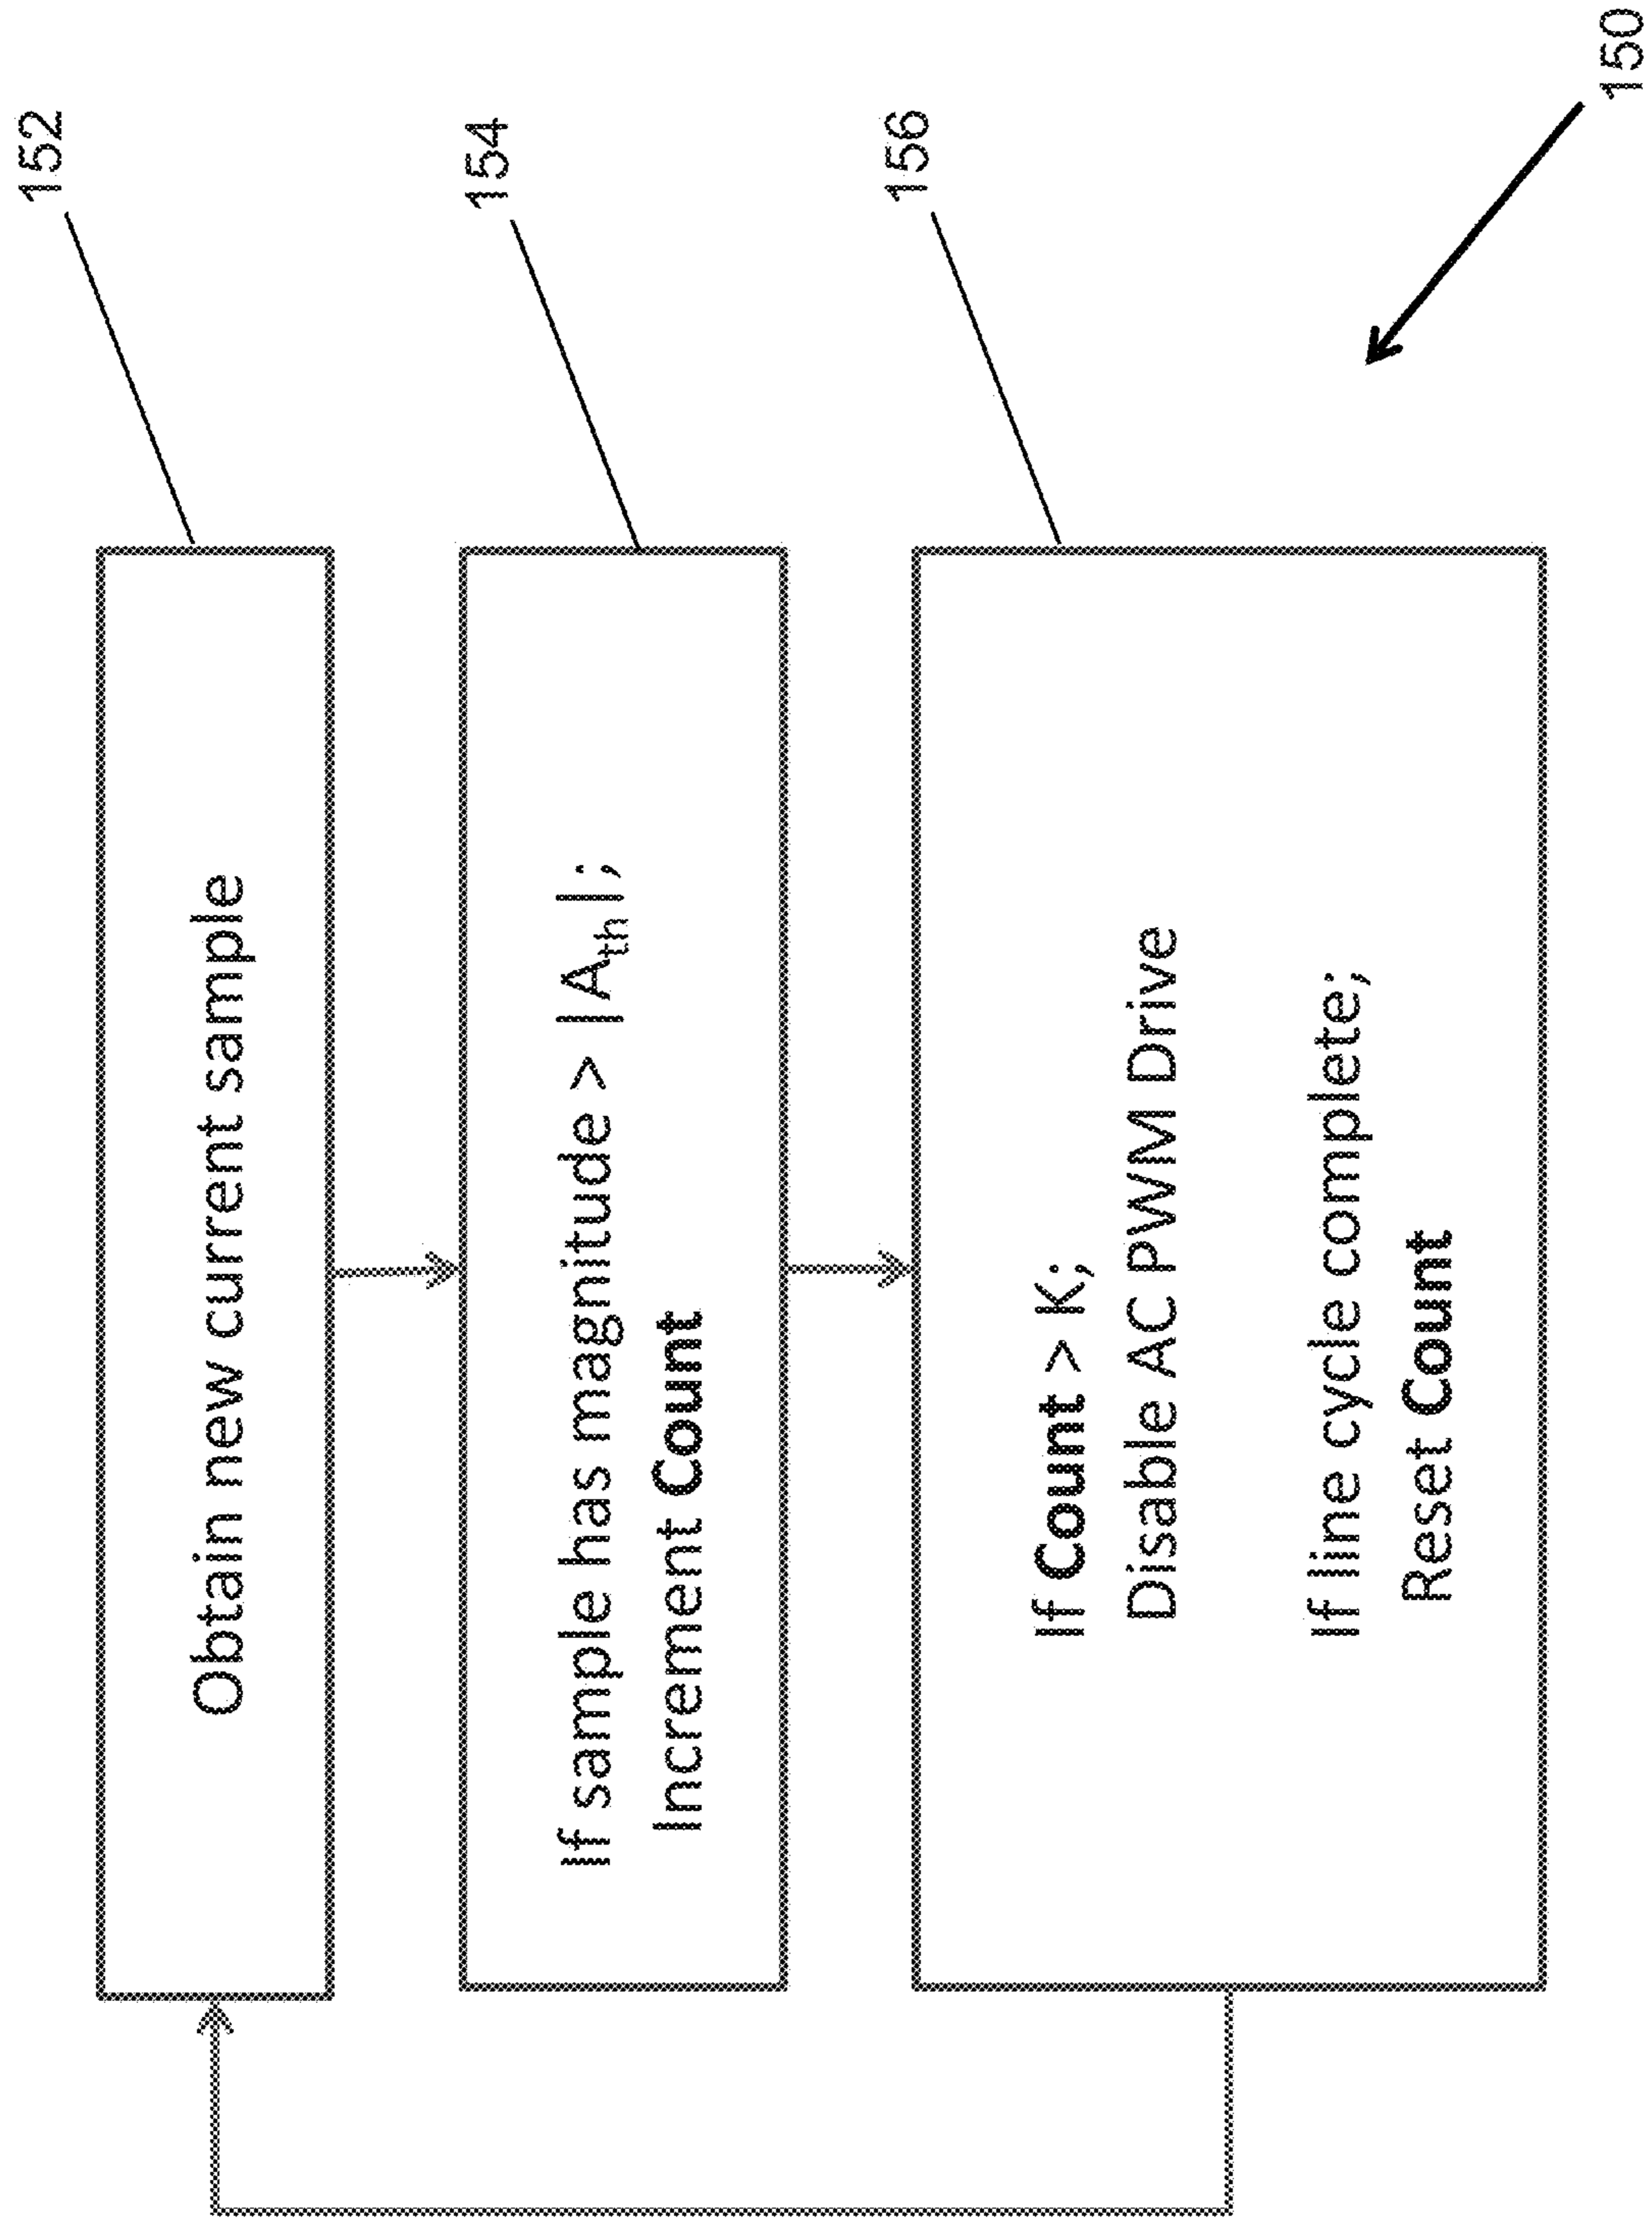 Obtain new current sample
152
If sample has magnitude > |Ath|;
Increment Count
154
If Count > K;
Disable AC PWM Drive
If line cycle complete;
Reset Count
156
150